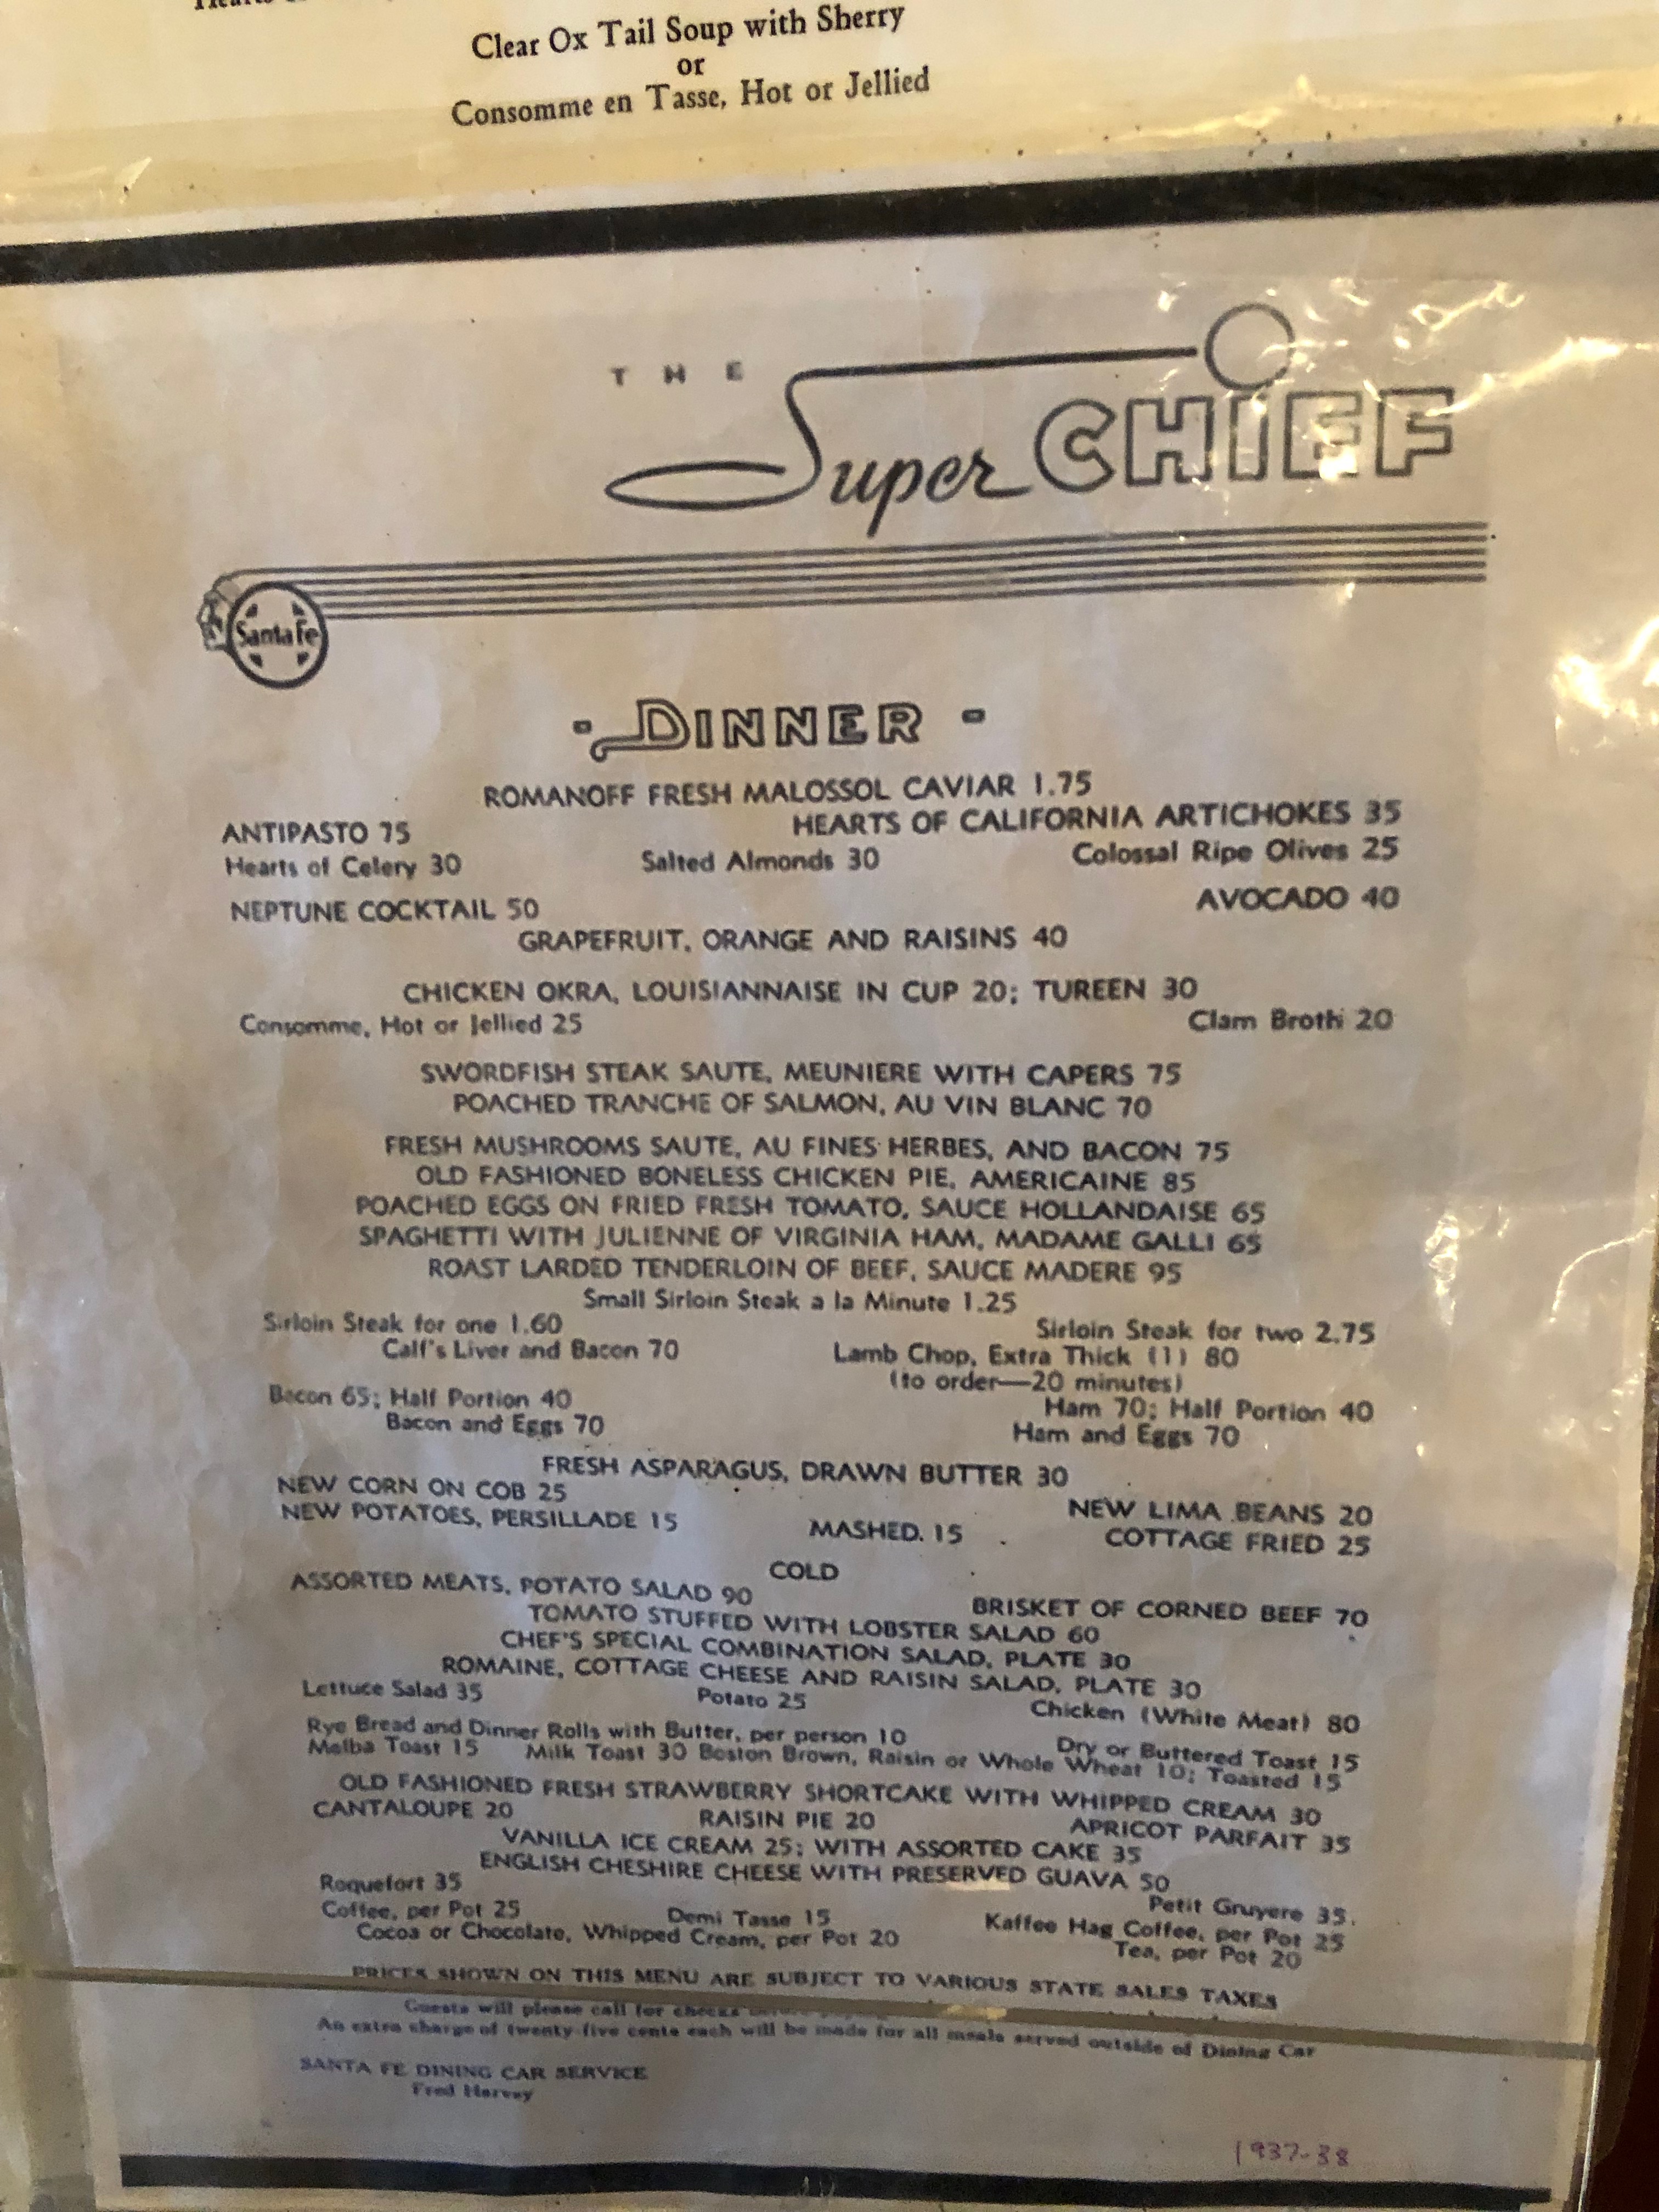 Clear Ox Tail Soup with Sherry
or
Consomme en Tasse, Hot or Jellied
THE
Super CHIEF
Santa Fe
- DINNER -
ROMANOFF FRESH MALOSSOL CAVIAR 1.75
ANTIPASTO 75 HEARTS OF CALIFORNIA ARTICHOKES 35
Hearts of Celery 30 Salted Almonds 30 Colossal Ripe Olives 25
NEPTUNE COCKTAIL 50 AVOCADO 40
GRAPEFRUIT, ORANGE AND RAISINS 40
CHICKEN OKRA, LOUISIANNAISE IN CUP 20; TUREEN 30
Consomme, Hot or Jellied 25 Clam Broth 20
SWORDFISH STEAK SAUTE, MEUNIERE WITH CAPERS 75
POACHED TRANCHE OF SALMON, AU VIN BLANC 70
FRESH MUSHROOMS SAUTE, AU FINES HERBES, AND BACON 75
OLD FASHIONED BONELESS CHICKEN PIE, AMERICAINE 85
POACHED EGGS ON FRIED FRESH TOMATO, SAUCE HOLLANDAISE 65
SPAGHETTI WITH JULIENNE OF VIRGINIA HAM, MADAME GALLI 65
ROAST LARDED TENDERLOIN OF BEEF, SAUCE MADERE 95
Small Sirloin Steak a la Minute 1.25
Sirloin Steak for one 1.60 Sirloin Steak for two 2.75
Calf's Liver and Bacon 70 Lamb Chop, Extra Thick (1) 80
(to order—20 minutes)
Bacon 65; Half Portion 40 Ham 70; Half Portion 40
Bacon and Eggs 70 Ham and Eggs 70
FRESH ASPARAGUS, DRAWN BUTTER 30
NEW CORN ON COB 25 NEW LIMA BEANS 20
NEW POTATOES, PERSILLADE 15 MASHED. 15 COTTAGE FRIED 25
COLD
ASSORTED MEATS, POTATO SALAD 90 BRISKET OF CORNED BEEF 70
TOMATO STUFFED WITH LOBSTER SALAD 60
CHEF'S SPECIAL COMBINATION SALAD, PLATE 30
ROMAINE, COTTAGE CHEESE AND RAISIN SALAD, PLATE 30
Lettuce Salad 35 Potato 25 Chicken (White Meat) 80
Rye Bread and Dinner Rolls with Butter, per person 10 Dry or Buttered Toast 15
Melba Toast 15 Milk Toast 30 Boston Brown, Raisin or Whole Wheat 10; Toasted 15
OLD FASHIONED FRESH STRAWBERRY SHORTCAKE WITH WHIPPED CREAM 30
CANTALOUPE 20 RAISIN PIE 20 APRICOT PARFAIT 35
VANILLA ICE CREAM 25; WITH ASSORTED CAKE 35
ENGLISH CHESHIRE CHEESE WITH PRESERVED GUAVA 50
Roquefort 35 Petit Gruyere 35
Coffee, per Pot 25 Demi Tasse 15 Kaffee Hag Coffee, per Pot 25
Cocoa or Chocolate, Whipped Cream, per Pot 20 Tea, per Pot 20
PRICES SHOWN ON THIS MENU ARE SUBJECT TO VARIOUS STATE SALES TAXES
Guests will please call for checks
An extra charge of twenty-five cents each will be made for all meals served outside of Dining Car
SANTA FE DINING CAR SERVICE
Fred Harvey
1937-38